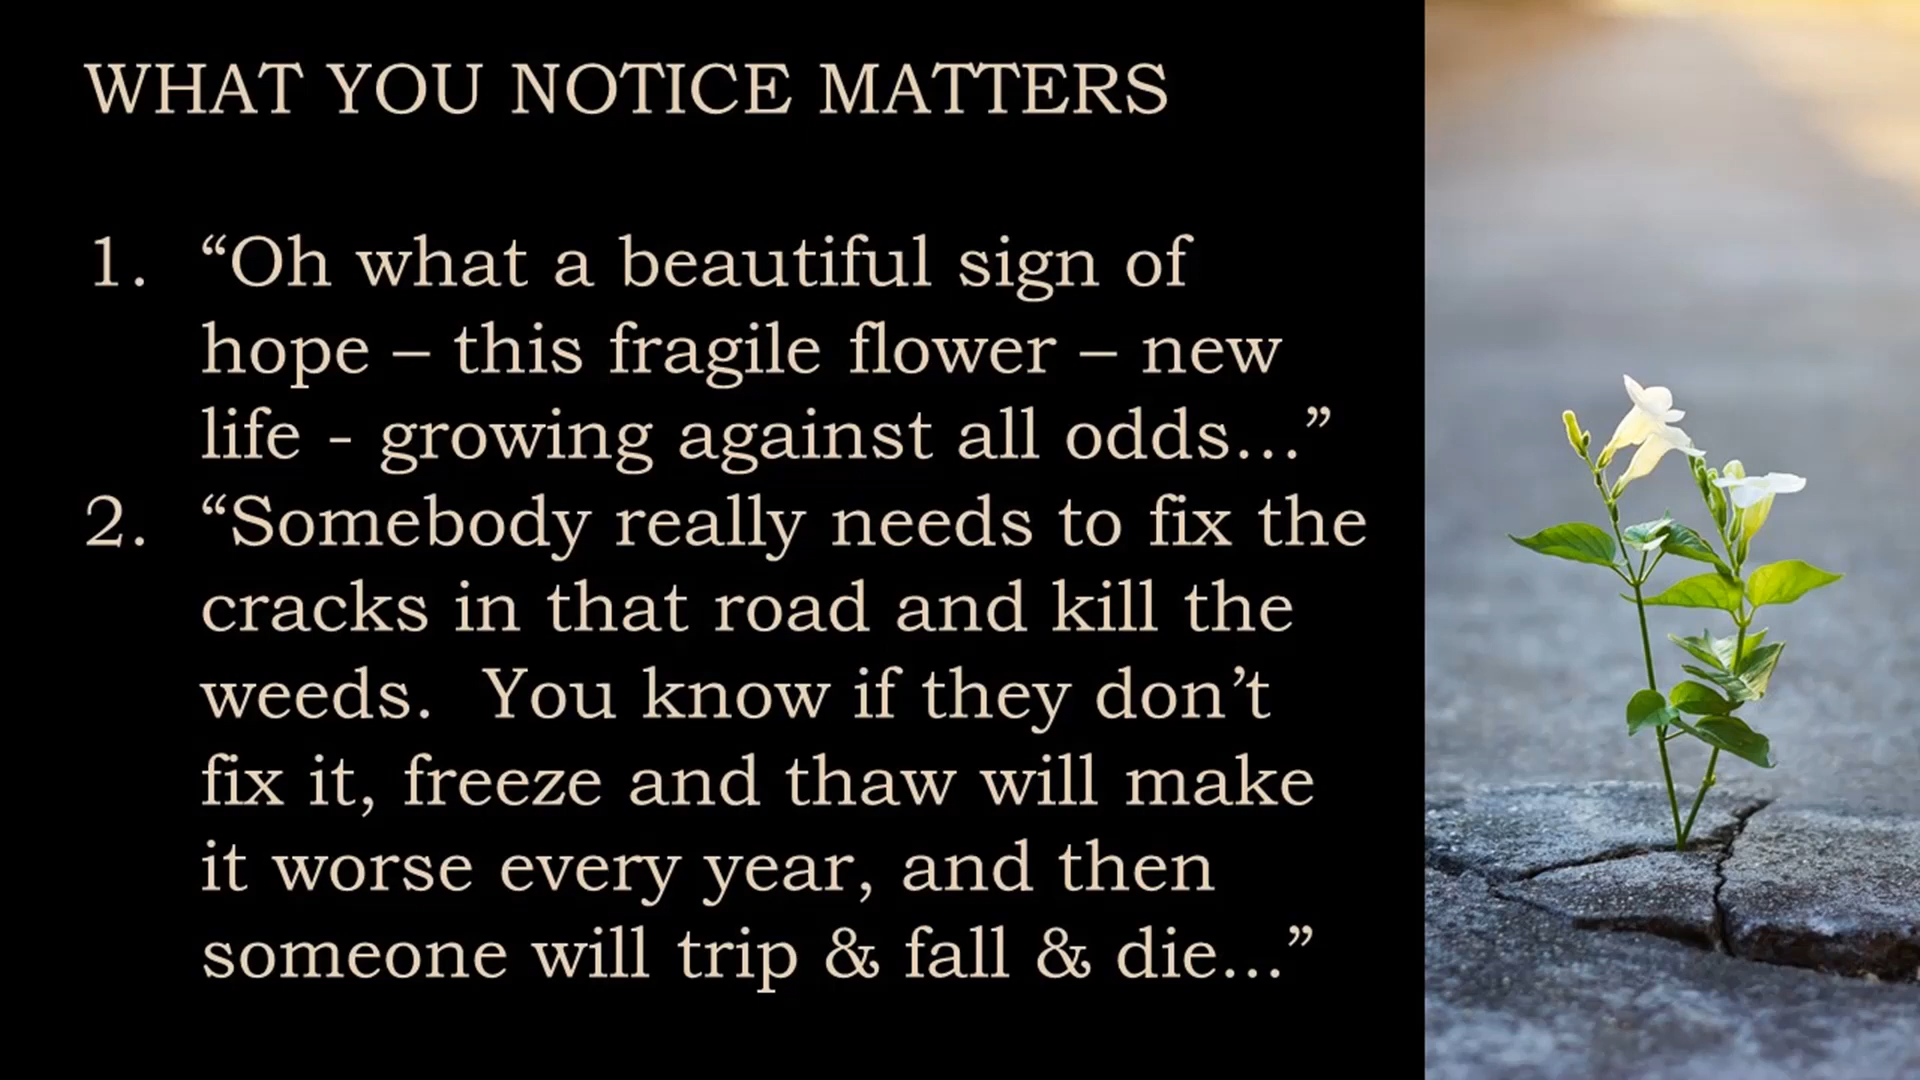 WHAT YOU NOTICE MATTERS
1. “Oh what a beautiful sign of
hope – this fragile flower – new
life - growing against all odds…”
2. “Somebody really needs to fix the
cracks in that road and kill the
weeds.  You know if they don’t
fix it, freeze and thaw will make
it worse every year, and then
someone will trip & fall & die…”